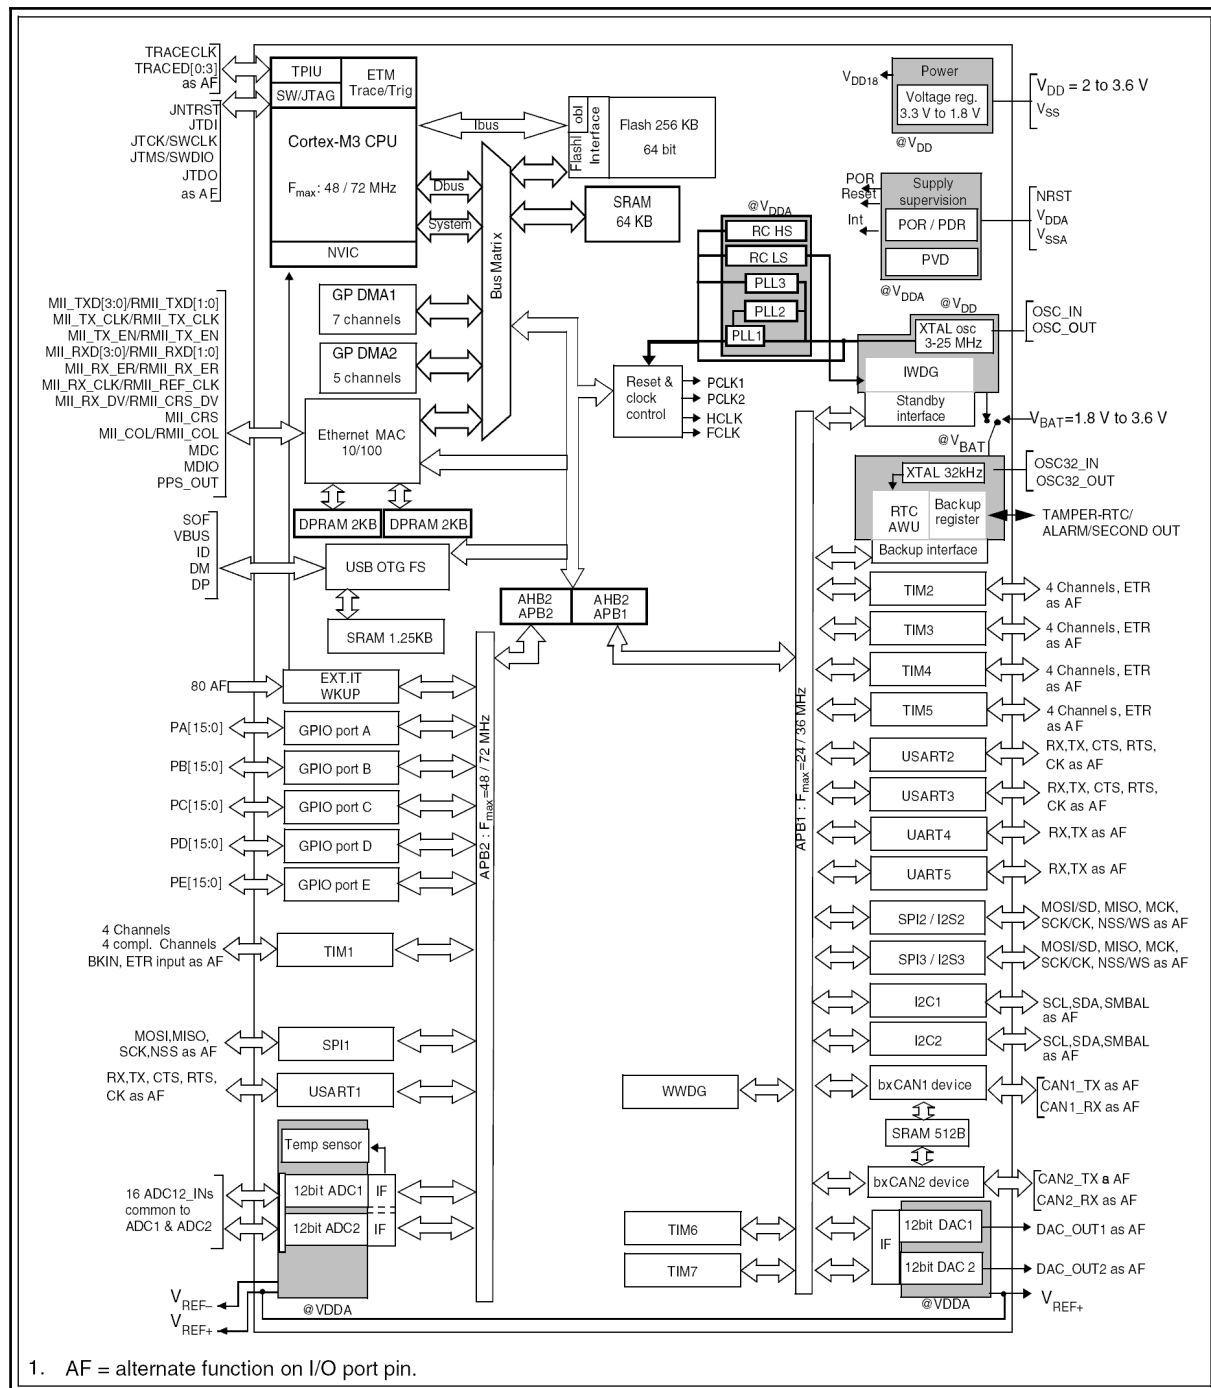 TRACECLK
TRACED[0:3]
as AF
JNTRST
JTDI
JTCK/SWCLK
JTMS/SWDIO
JTDO
as AF
TPIU
SW/JTAG
ETM
Trace/Trig
Cortex-M3 CPU
Fmax: 48 / 72 MHz
NVIC
Ibus
Dbus
System
Bus Matrix
FlashI obl
Interface
Flash 256 KB
64 bit
SRAM
64 KB
VDD18
Power
Voltage reg.
3.3 V to 1.8 V
@VDD
VDD = 2 to 3.6 V
VSS
POR
Reset
Int
Supply
supervision
POR / PDR
PVD
@VDDA
NRST
VDDA
VSSA
@VDDA
RC HS
RC LS
PLL3
PLL2
PLL1
@VDD
XTAL osc
3-25 MHz
OSC_IN
OSC_OUT
IWDG
Standby
interface
Reset &
clock
control
PCLK1
PCLK2
HCLK
FCLK
VBAT=1.8 V to 3.6 V
@VBAT
XTAL 32kHz
OSC32_IN
OSC32_OUT
RTC
AWU
Backup
register
Backup interface
TAMPER-RTC/
ALARM/SECOND OUT
GP DMA1
7 channels
GP DMA2
5 channels
MII_TXD[3:0]/RMII_TXD[1:0]
MII_TX_CLK/RMII_TX_CLK
MII_TX_EN/RMII_TX_EN
MII_RXD[3:0]/RMII_RXD[1:0]
MII_RX_ER/RMII_RX_ER
MII_RX_CLK/RMII_REF_CLK
MII_RX_DV/RMII_CRS_DV
MII_CRS
MII_COL/RMII_COL
MDC
MDIO
PPS_OUT
Ethernet MAC
10/100
DPRAM 2KB
DPRAM 2KB
SOF
VBUS
ID
DM
DP
USB OTG FS
SRAM 1.25KB
AHB2
APB2
AHB2
APB1
80 AF
EXT.IT
WKUP
PA[15:0]
GPIO port A
PB[15:0]
GPIO port B
PC[15:0]
GPIO port C
PD[15:0]
GPIO port D
PE[15:0]
GPIO port E
4 Channels
4 compl. Channels
BKIN, ETR input as AF
TIM1
MOSI,MISO,
SCK,NSS as AF
SPI1
RX,TX, CTS, RTS,
CK as AF
USART1
Temp sensor
16 ADC12_INs
common to
ADC1 & ADC2
12bit ADC1
IF
12bit ADC2
IF
VREF–
VREF+
@VDDA
APB2 : Fmax=48 / 72 MHz
APB1 : Fmax=24 / 36 MHz
TIM2
4 Channels, ETR
as AF
TIM3
4 Channels, ETR
as AF
TIM4
4 Channels, ETR
as AF
TIM5
4 Channels, ETR
as AF
USART2
RX,TX, CTS, RTS,
CK as AF
USART3
RX,TX, CTS, RTS,
CK as AF
UART4
RX,TX as AF
UART5
RX,TX as AF
SPI2 / I2S2
MOSI/SD, MISO, MCK,
SCK/CK, NSS/WS as AF
SPI3 / I2S3
MOSI/SD, MISO, MCK,
SCK/CK, NSS/WS as AF
I2C1
SCL,SDA,SMBAL
as AF
I2C2
SCL,SDA,SMBAL
as AF
WWDG
bxCAN1 device
CAN1_TX as AF
CAN1_RX as AF
SRAM 512B
bxCAN2 device
CAN2_TX a AF
CAN2_RX as AF
TIM6
TIM7
IF
12bit DAC1
DAC_OUT1 as AF
12bit DAC 2
DAC_OUT2 as AF
@VDDA
VREF+
1. AF = alternate function on I/O port pin.